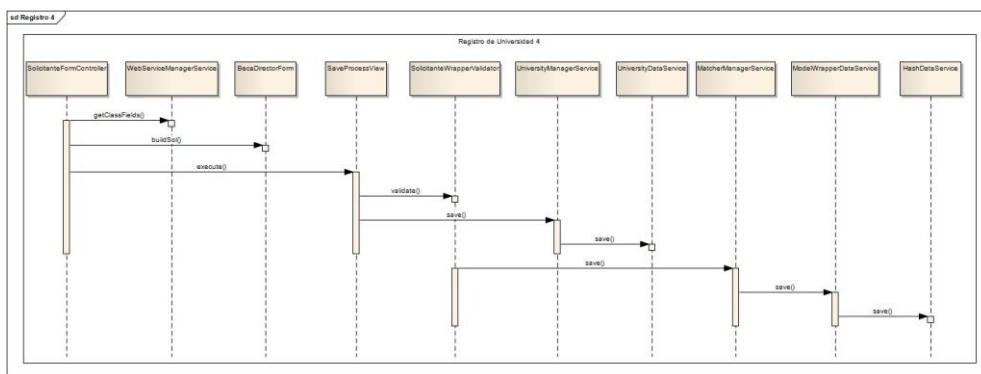 sd Registro 4
Registro de Universidad 4
SolicitanteFormController
WebServiceManagerService
BecaDirectorForm
SaveProcessView
SolicitanteWrapperValidator
UniversityManagerService
UniversityDataService
MatcherManagerService
ModelWrapperDataService
HashDataService
getClassFields()
buildSol()
execute()
validate()
save()
save()
save()
save()
save()